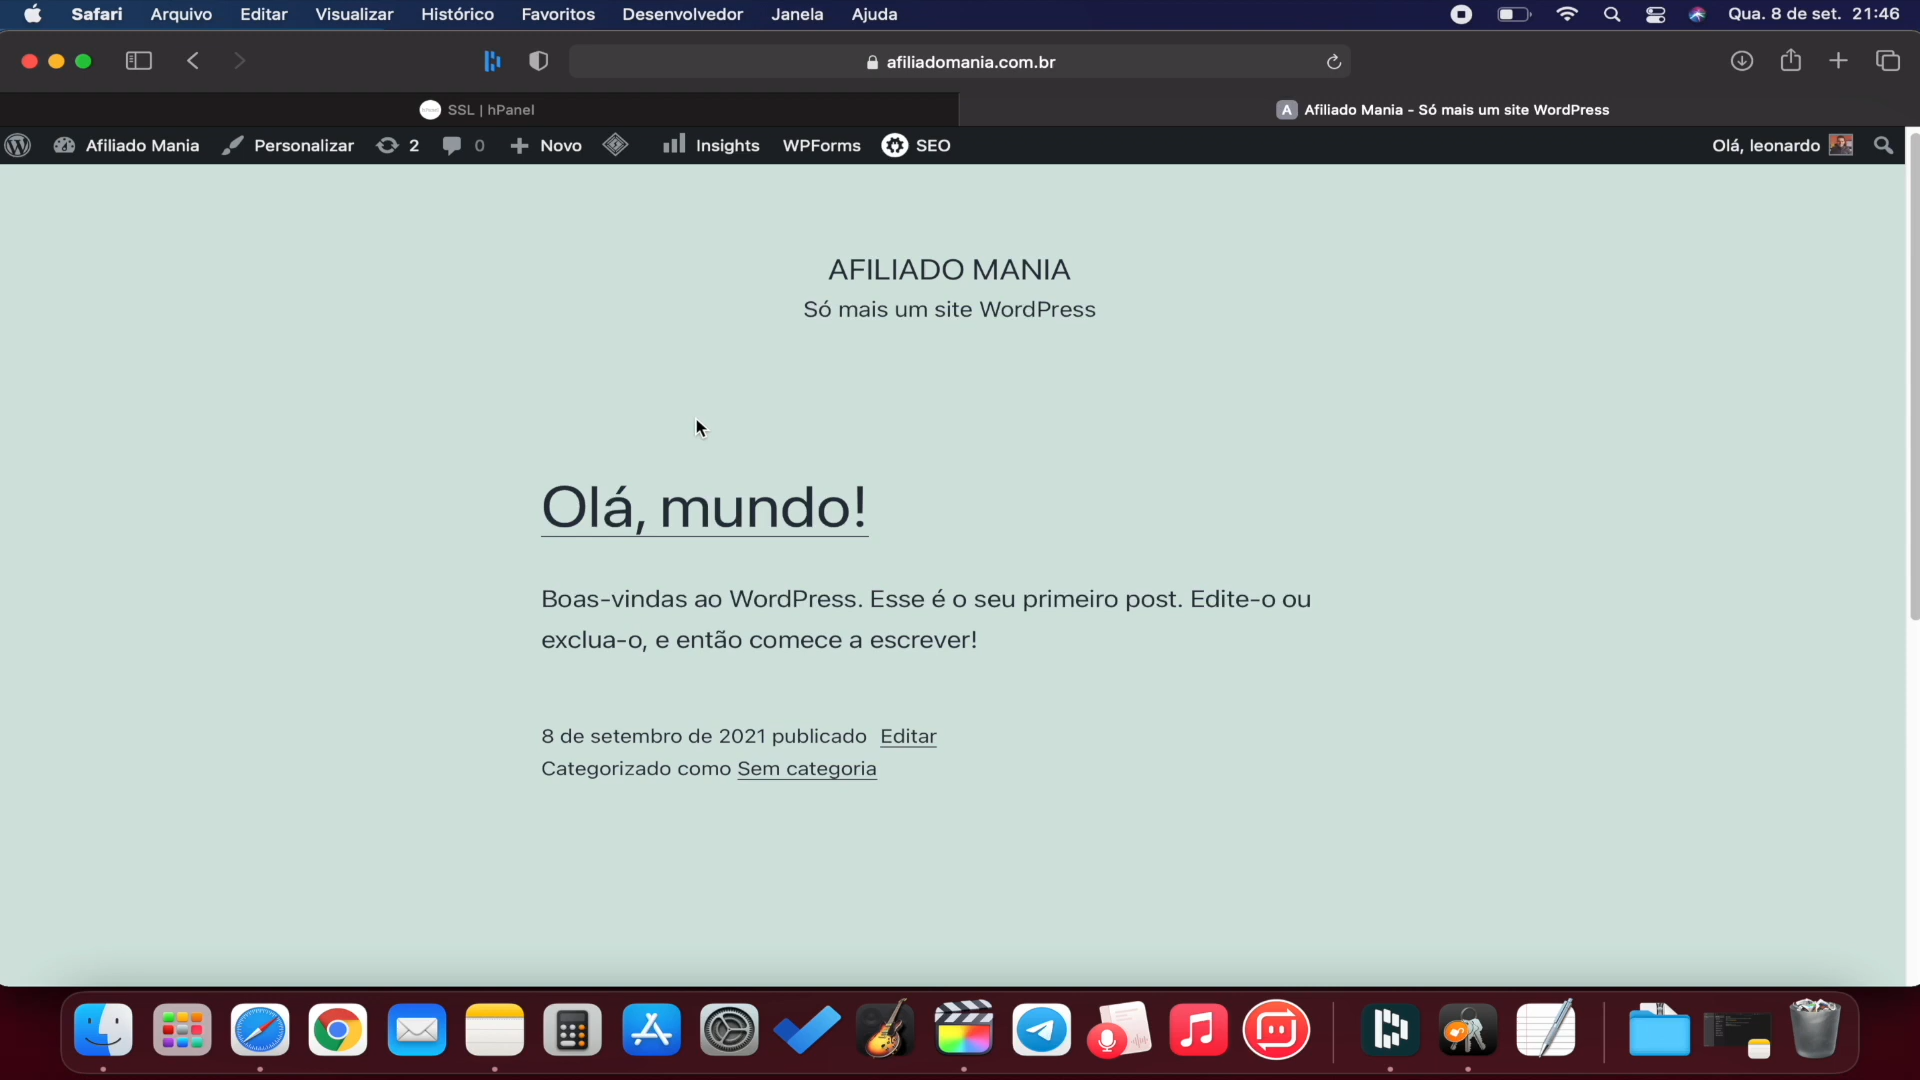 Safari Arquivo Editar Visualizar Histórico Favoritos Desenvolvedor Janela Ajuda Qua. 8 de set. 21:46
afiliadomania.com.br
SSL | hPanel A Afiliado Mania - Só mais um site WordPress
Afiliado Mania Personalizar 2 0 Novo Insights WPForms SEO Olá, leonardo
AFILIADO MANIA
Só mais um site WordPress
Olá, mundo!
Boas-vindas ao WordPress. Esse é o seu primeiro post. Edite-o ou
exclua-o, e então comece a escrever!
8 de setembro de 2021 publicado Editar
Categorizado como Sem categoria